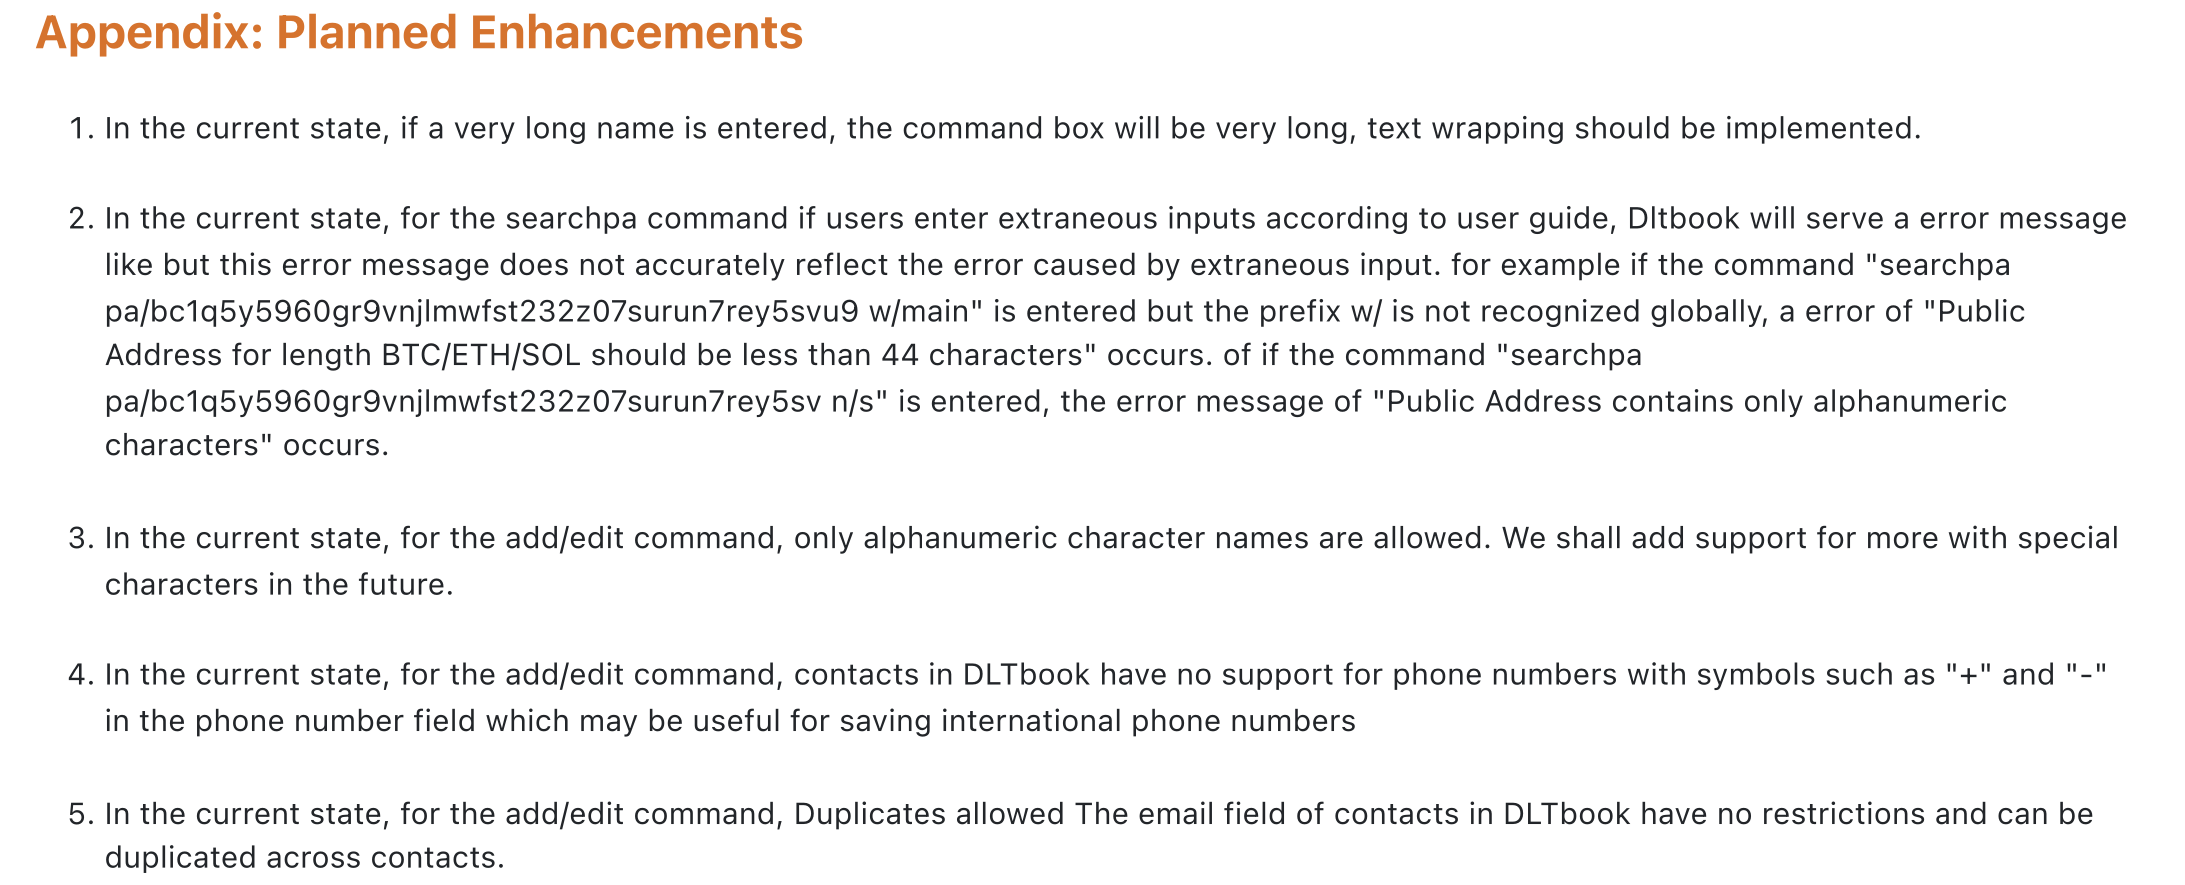 Appendix: Planned Enhancements
1. In the current state, if a very long name is entered, the command box will be very long, text wrapping should be implemented.
2. In the current state, for the searchpa command if users enter extraneous inputs according to user guide, Dltbook will serve a error message
like but this error message does not accurately reflect the error caused by extraneous input. for example if the command "searchpa
pa/bc1q5y5960gr9vnjlmwfst232z07surun7rey5svu9 w/main" is entered but the prefix w/ is not recognized globally, a error of "Public
Address for length BTC/ETH/SOL should be less than 44 characters" occurs. of if the command "searchpa
pa/bc1q5y5960gr9vnjlmwfst232z07surun7rey5sv n/s" is entered, the error message of "Public Address contains only alphanumeric
characters" occurs.
3. In the current state, for the add/edit command, only alphanumeric character names are allowed. We shall add support for more with special
characters in the future.
4. In the current state, for the add/edit command, contacts in DLTbook have no support for phone numbers with symbols such as "+" and "-"
in the phone number field which may be useful for saving international phone numbers
5. In the current state, for the add/edit command, Duplicates allowed The email field of contacts in DLTbook have no restrictions and can be
duplicated across contacts.